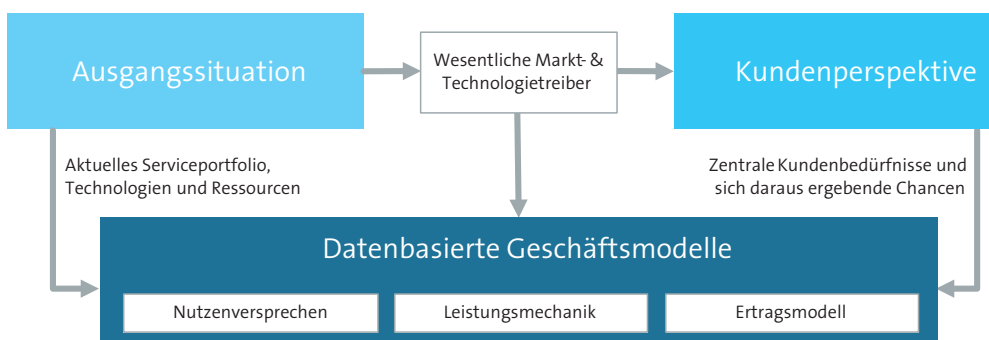 Ausgangssituation
Wesentliche Markt- &
Technologietreiber
Kundenperspektive
Aktuelles Serviceportfolio,
Technologien und Ressourcen
Zentrale Kundenbedürfnisse und
sich daraus ergebende Chancen
Datenbasierte Geschäftsmodelle
Nutzenversprechen
Leistungsmechanik
Ertragsmodell